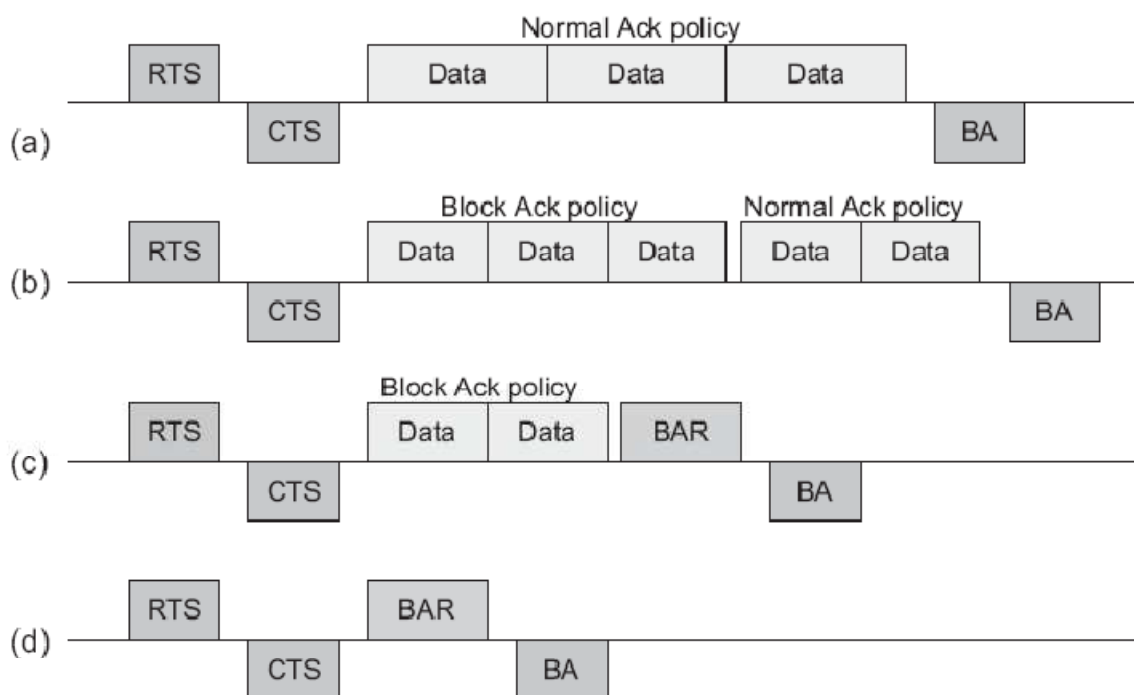 Normal Ack policy
RTS Data Data Data
(a) CTS BA
Block Ack policy Normal Ack policy
RTS Data Data Data Data Data
(b) CTS BA
Block Ack policy
RTS Data Data BAR
(c) CTS BA
RTS BAR
(d) CTS BA